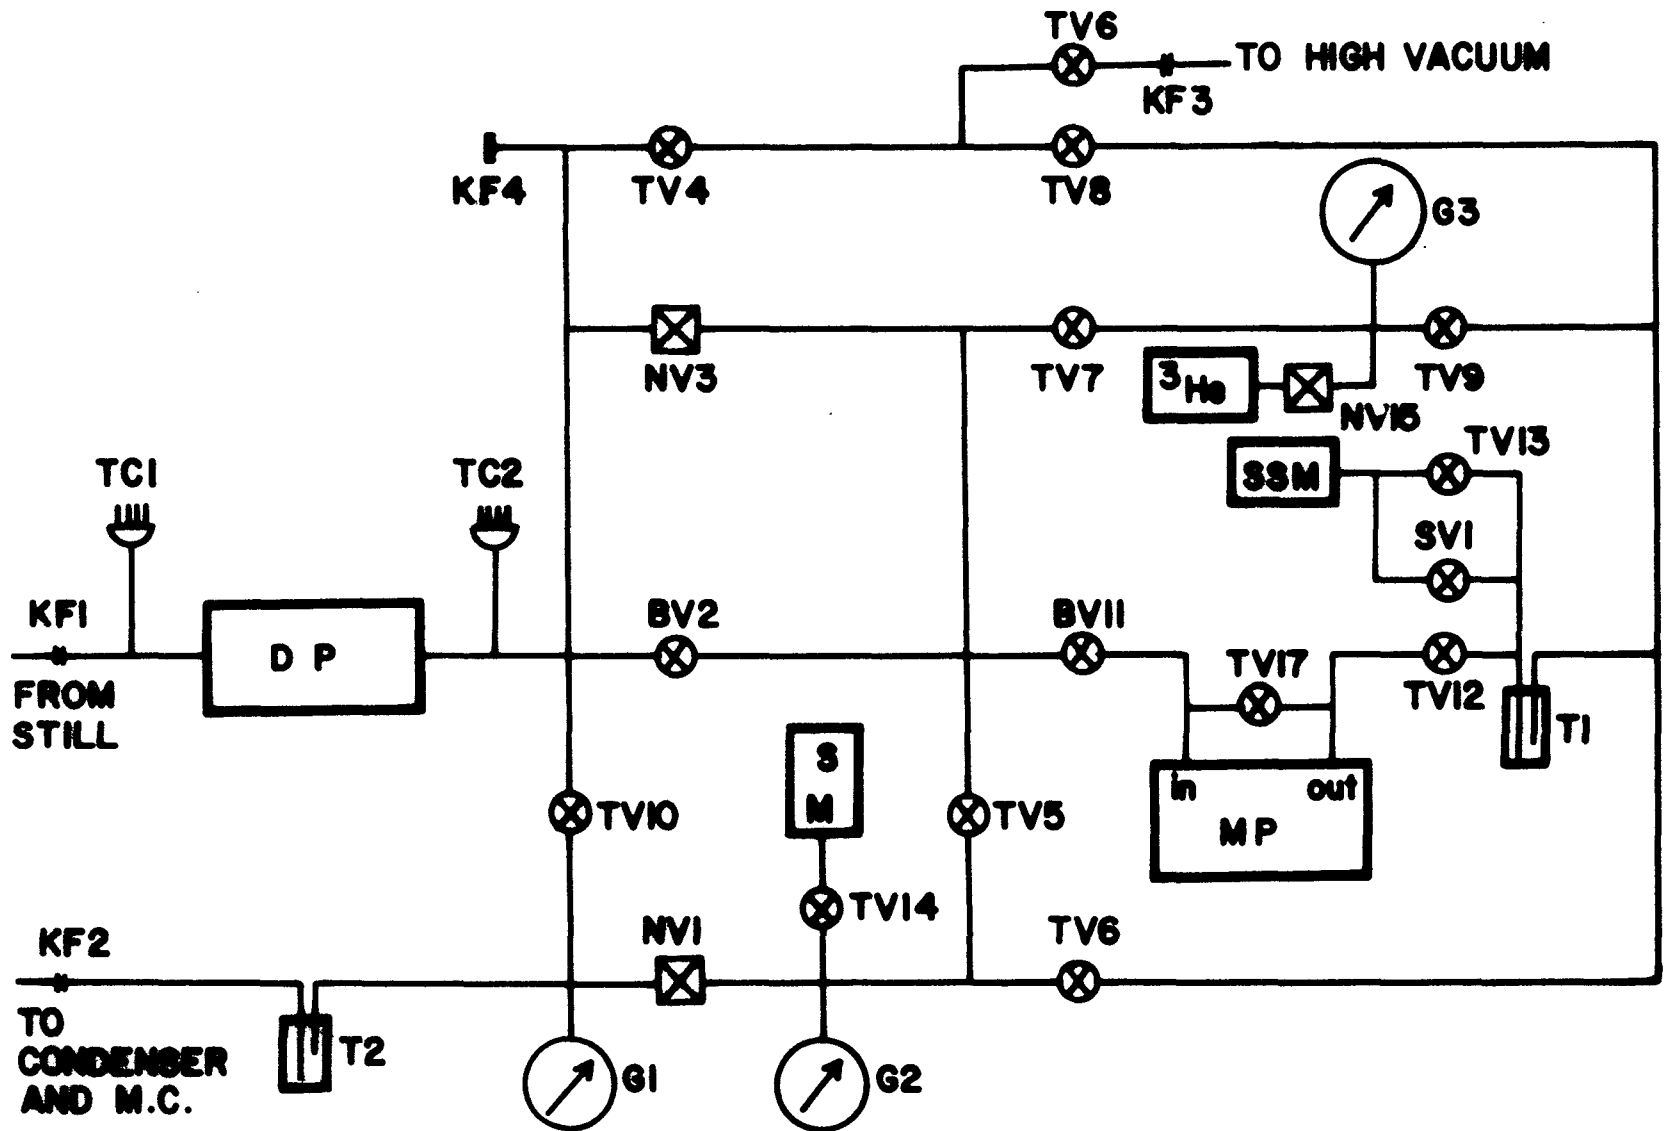 TV6
TO HIGH VACUUM
KF3
KF4
TV4
TV8
G3
NV3
TV7
³He
NV15
TV9
TV13
SSM
SV1
TC1
TC2
KF1
FROM
STILL
D P
BV2
BV11
TV17
TV12
T1
in
out
MP
S
M
TV10
TV5
TV14
KF2
TO
CONDENSER
AND M.C.
T2
NV1
TV6
G1
G2